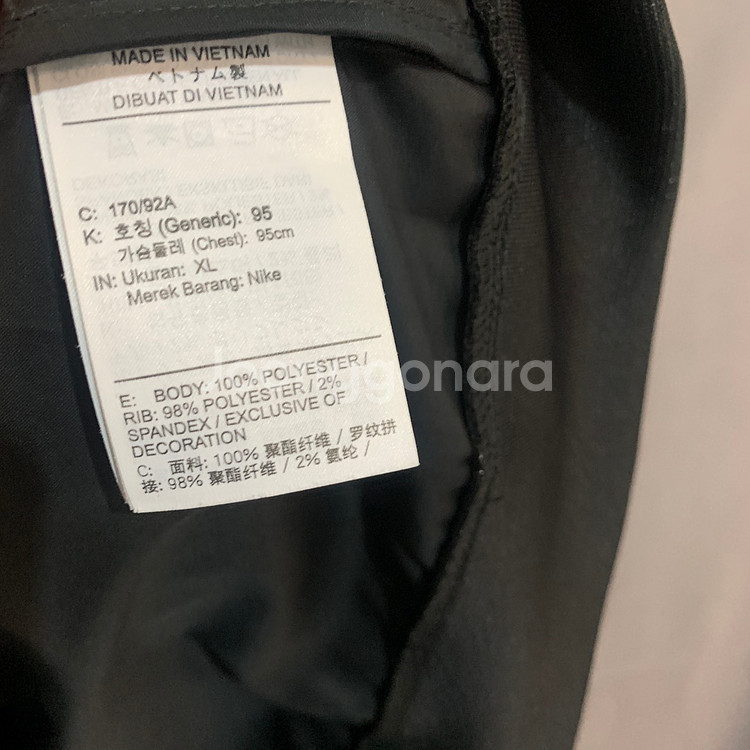 MADE IN VIETNAM
ベトナム製
DIBUAT DI VIETNAM
C: 170/92A
K: 호칭 (Generic): 95
가슴둘레 (Chest): 95cm
IN: Ukuran: XL
Merek Barang: Nike
E: BODY: 100% POLYESTER /
RIB: 98% POLYESTER / 2%
SPANDEX / EXCLUSIVE OF
DECORATION
C: 面料: 100% 聚酯纤维 / 罗纹拼
接: 98% 聚酯纤维 / 2% 氨纶 /